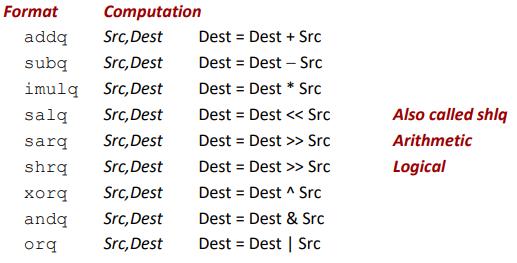 Format Computation
addq Src,Dest Dest = Dest + Src
subq Src,Dest Dest = Dest − Src
imulq Src,Dest Dest = Dest * Src
salq Src,Dest Dest = Dest << Src Also called shlq
sarq Src,Dest Dest = Dest >> Src Arithmetic
shrq Src,Dest Dest = Dest >> Src Logical
xorq Src,Dest Dest = Dest ^ Src
andq Src,Dest Dest = Dest & Src
orq Src,Dest Dest = Dest | Src